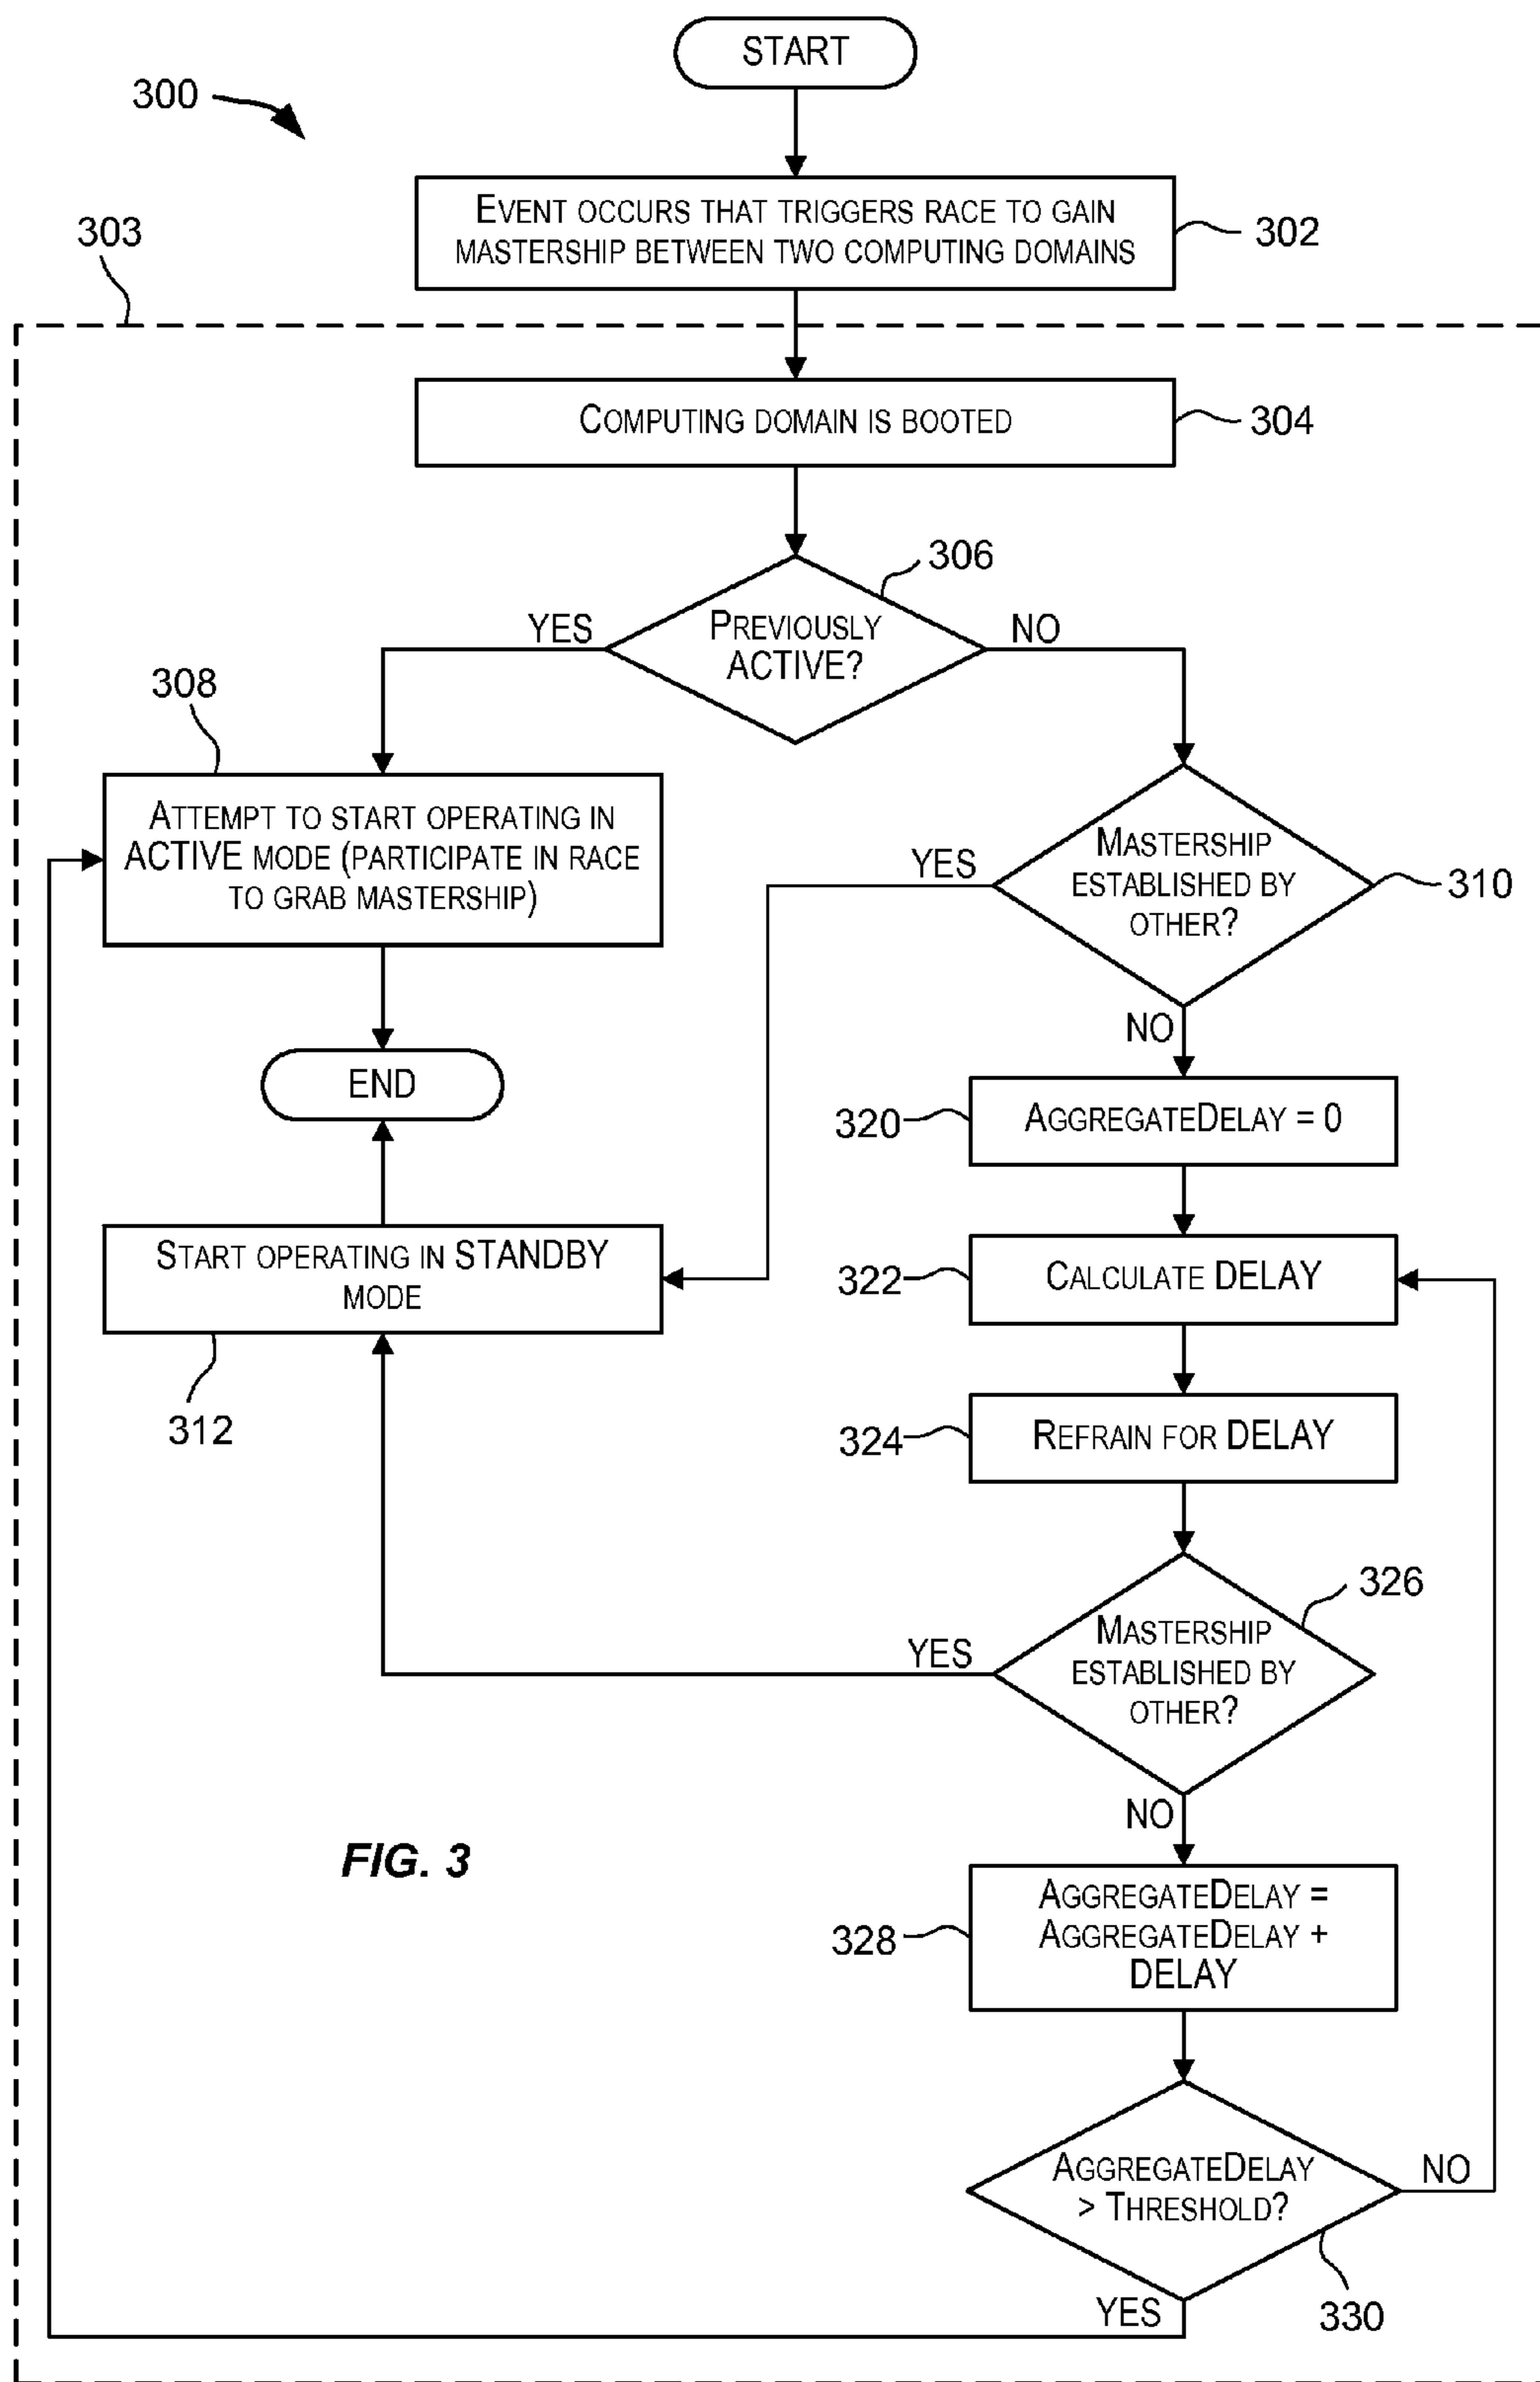 START
300
EVENT OCCURS THAT TRIGGERS RACE TO GAIN
MASTERSHIP BETWEEN TWO COMPUTING DOMAINS
302
303
COMPUTING DOMAIN IS BOOTED
304
306
PREVIOUSLY
ACTIVE?
YES
NO
308
ATTEMPT TO START OPERATING IN
ACTIVE MODE (PARTICIPATE IN RACE
TO GRAB MASTERSHIP)
MASTERSHIP
ESTABLISHED BY
OTHER?
YES
310
NO
END
320
AGGREGATEDELAY = 0
START OPERATING IN STANDBY
MODE
312
322
CALCULATE DELAY
324
REFRAIN FOR DELAY
326
MASTERSHIP
ESTABLISHED BY
OTHER?
YES
NO
FIG. 3
328
AGGREGATEDELAY =
AGGREGATEDELAY +
DELAY
AGGREGATEDELAY
> THRESHOLD?
NO
YES
330